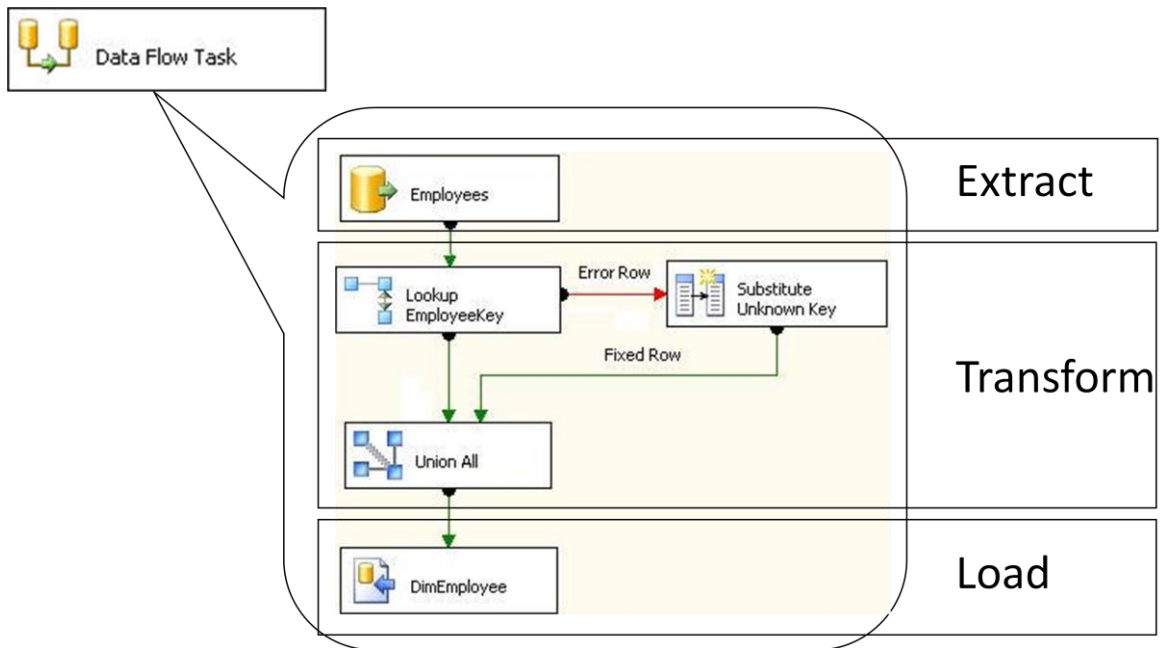 Data Flow Task
Extract
Employees
Error Row
Lookup
EmployeeKey
Substitute
Unknown Key
Fixed Row
Transform
Union All
Load
DimEmployee